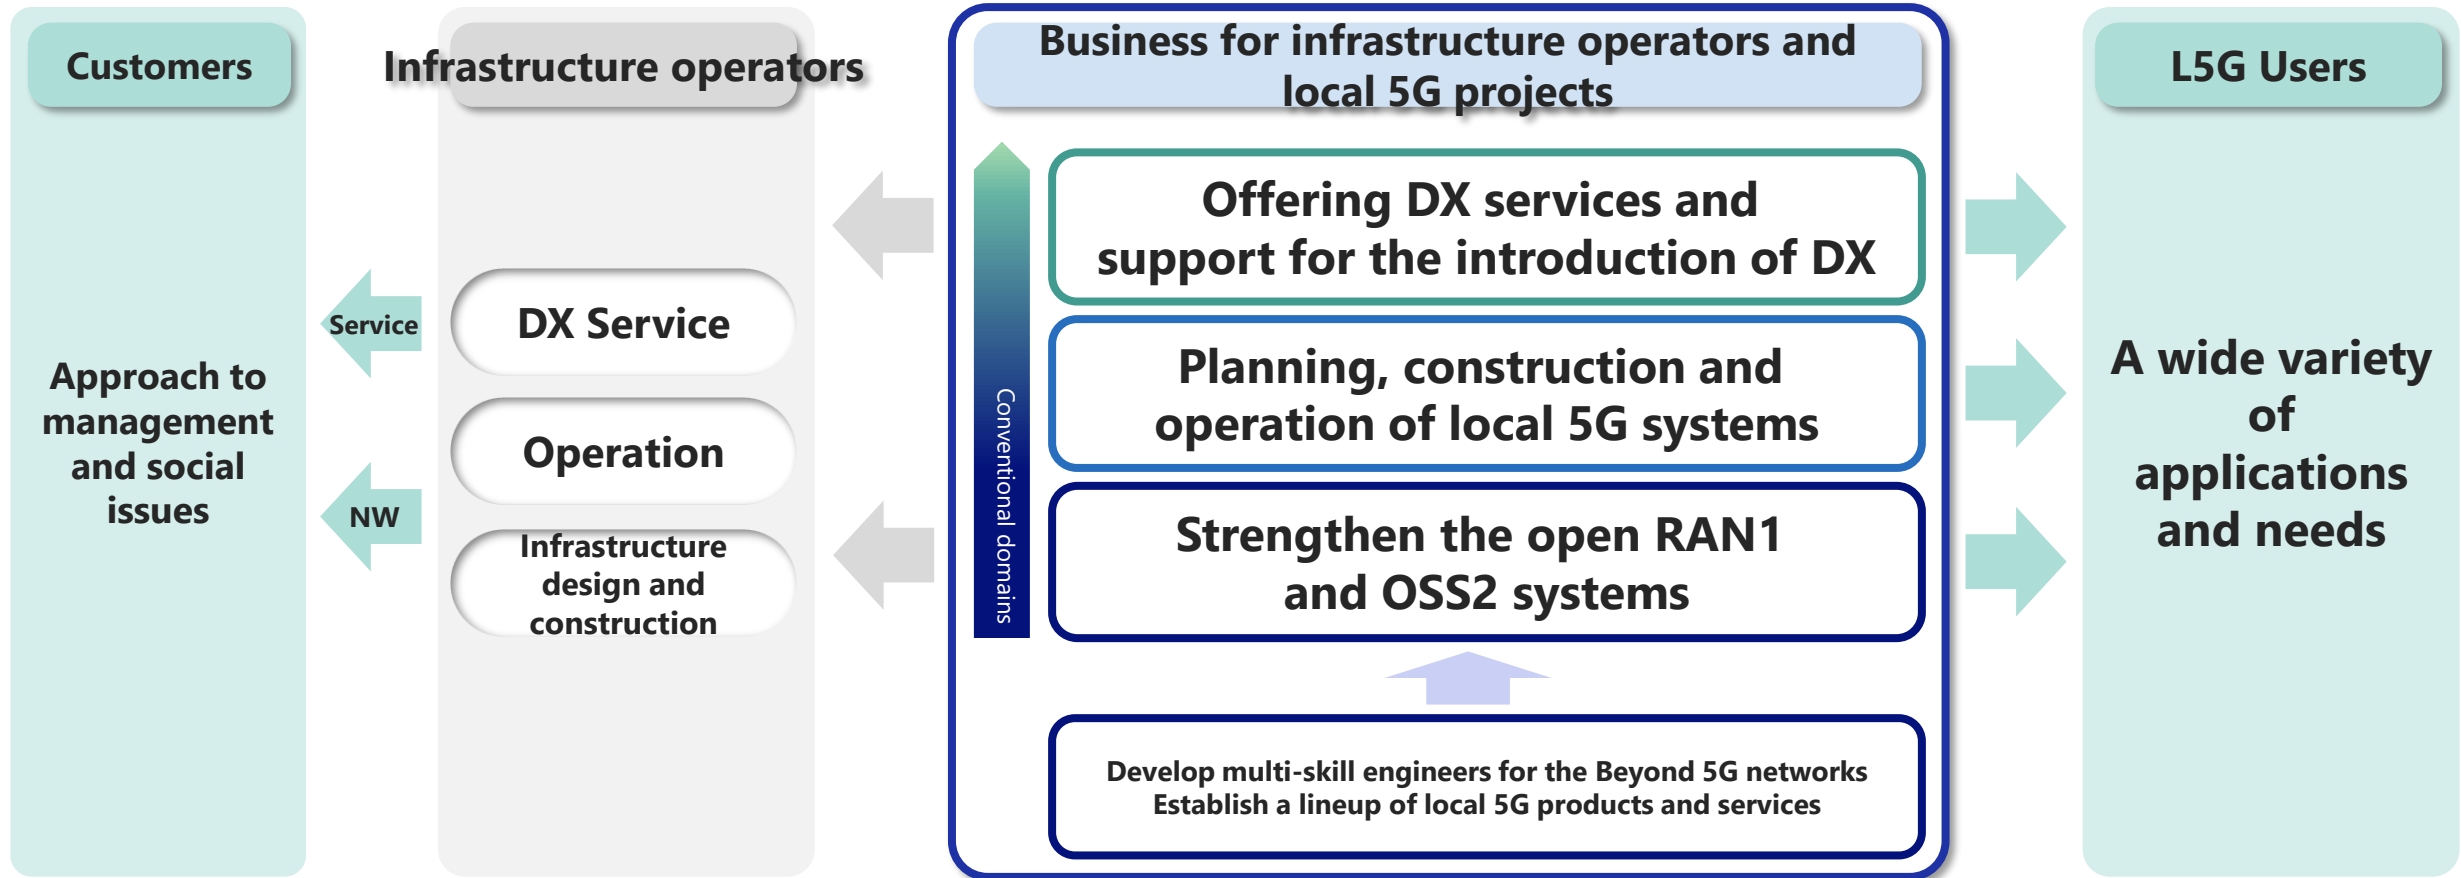 Customers
Approach to
management
and social
issues
Service
NW
Infrastructure operators
DX Service
Operation
Infrastructure
design and
construction
Business for infrastructure operators and
local 5G projects
Conventional domains
Offering DX services and
support for the introduction of DX
Planning, construction and
operation of local 5G systems
Strengthen the open RAN1
and OSS2 systems
Develop multi-skill engineers for the Beyond 5G networks
Establish a lineup of local 5G products and services
L5G Users
A wide variety
of
applications
and needs